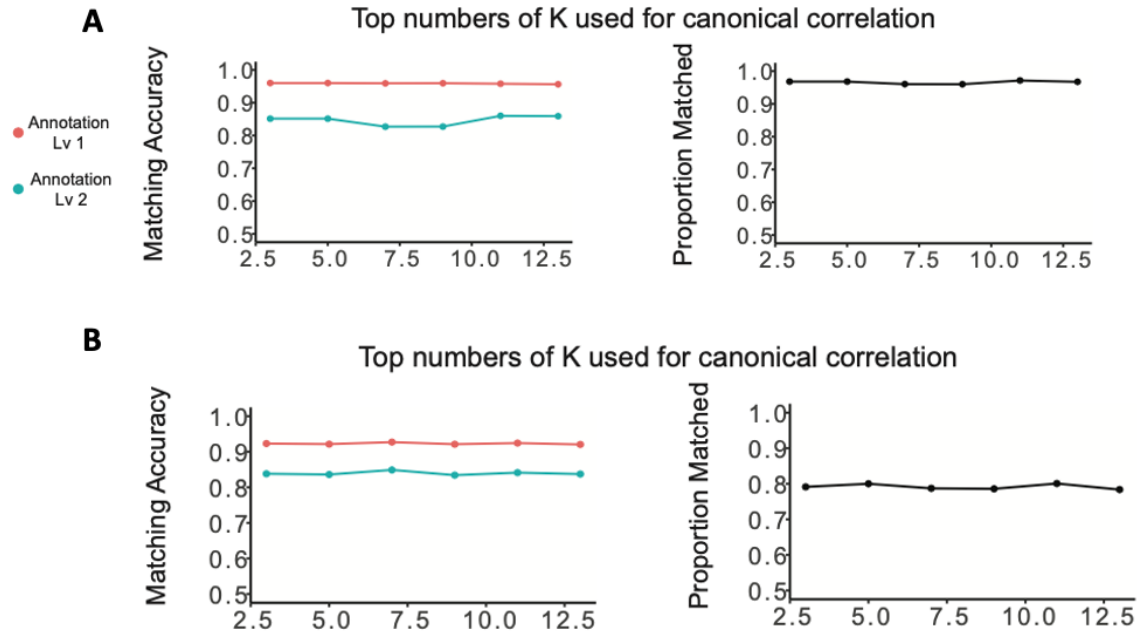 A
Top numbers of K used for canonical correlation
Annotation
Lv 1
Annotation
Lv 2
Matching Accuracy
1.0
0.9
0.8
0.7
0.6
0.5
2.5 5.0 7.5 10.0 12.5
Proportion Matched
1.0
0.9
0.8
0.7
0.6
0.5
2.5 5.0 7.5 10.0 12.5
B
Top numbers of K used for canonical correlation
Matching Accuracy
1.0
0.9
0.8
0.7
0.6
0.5
2.5 5.0 7.5 10.0 12.5
Proportion Matched
1.0
0.9
0.8
0.7
0.6
0.5
2.5 5.0 7.5 10.0 12.5